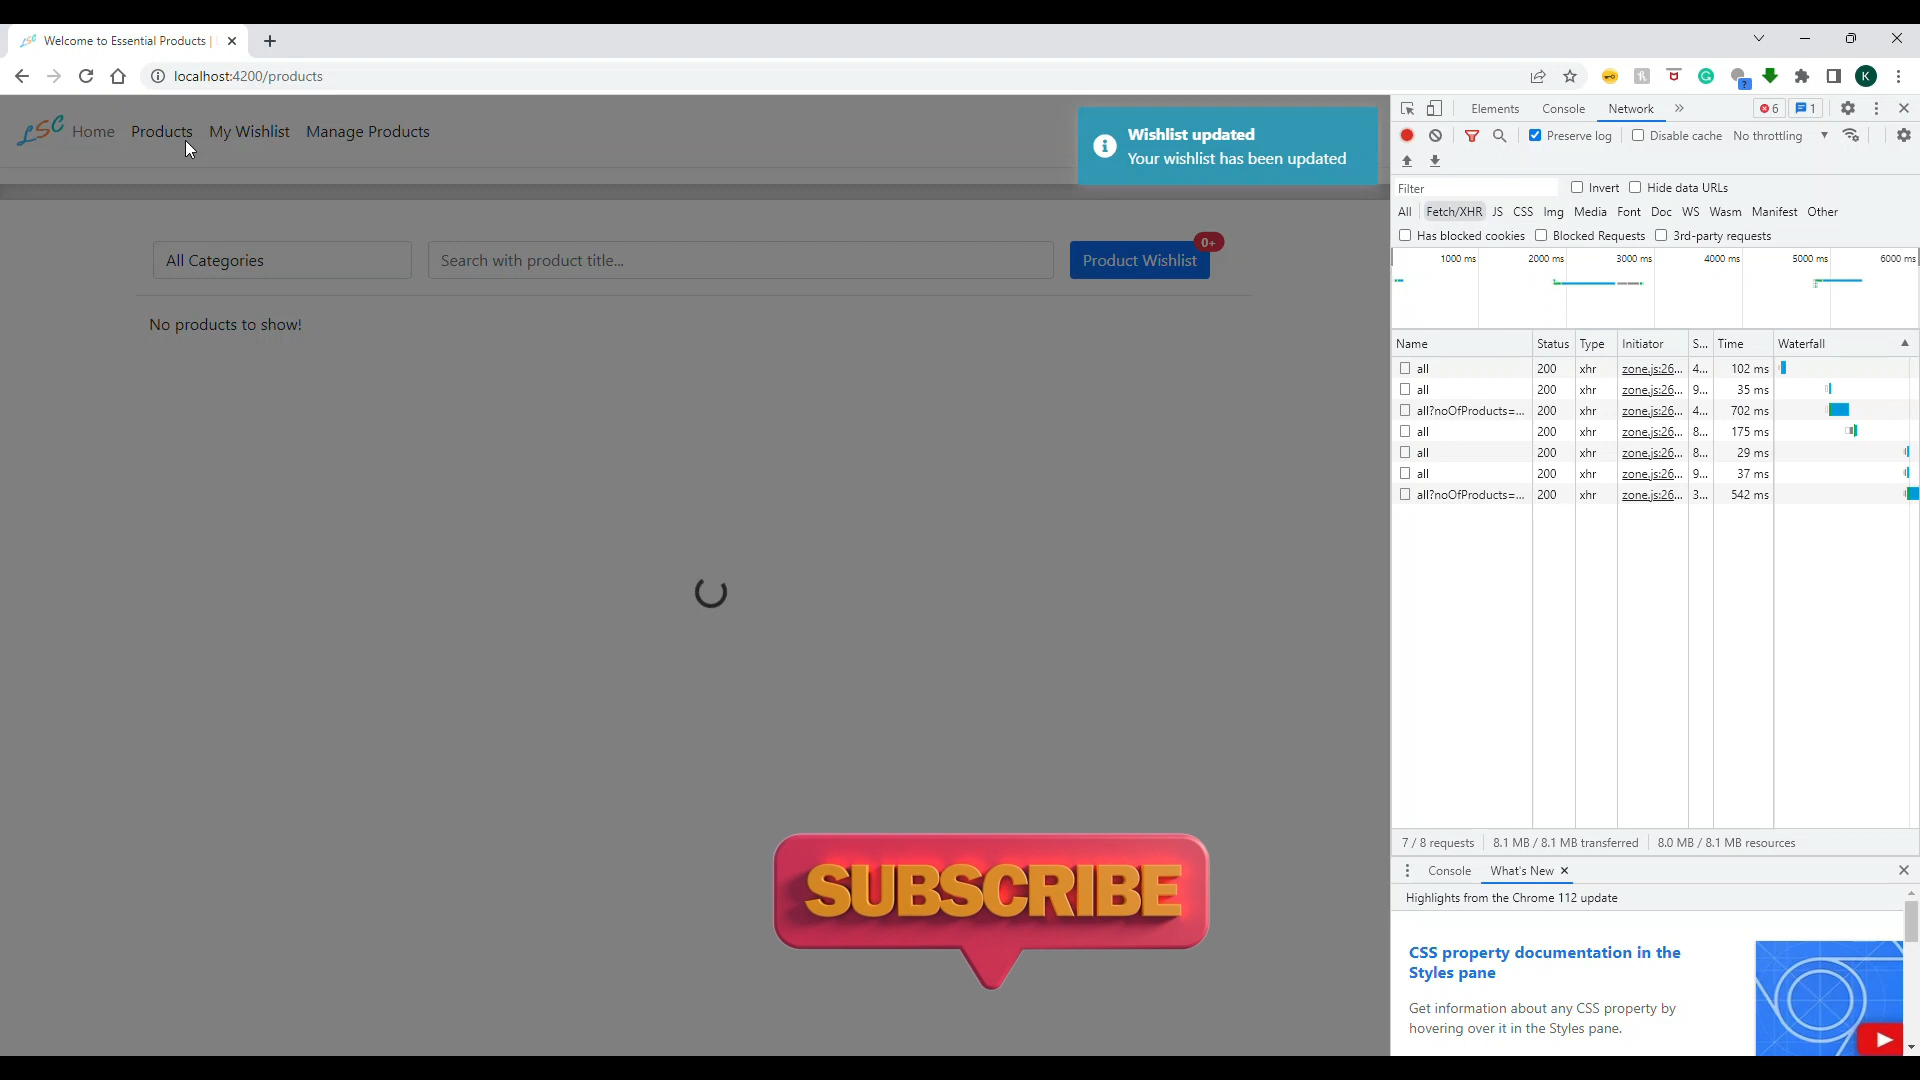 Welcome to Essential Products |
localhost:4200/products
K
LSC Home Products My Wishlist Manage Products
Wishlist updated
Your wishlist has been updated
All Categories
Search with product title...
Product Wishlist
0+
No products to show!
SUBSCRIBE
Elements Console Network 6 1
Preserve log Disable cache No throttling
Filter Invert Hide data URLs
All Fetch/XHR JS CSS Img Media Font Doc WS Wasm Manifest Other
Has blocked cookies Blocked Requests 3rd-party requests
1000 ms 2000 ms 3000 ms 4000 ms 5000 ms 6000 ms
Name Status Type Initiator S... Time Waterfall
all 200 xhr zone.js:26... 4... 102 ms
all 200 xhr zone.js:26... 9... 35 ms
all?noOfProducts=... 200 xhr zone.js:26... 4... 702 ms
all 200 xhr zone.js:26... 8... 175 ms
all 200 xhr zone.js:26... 8... 29 ms
all 200 xhr zone.js:26... 9... 37 ms
all?noOfProducts=... 200 xhr zone.js:26... 3... 542 ms
7 / 8 requests 8.1 MB / 8.1 MB transferred 8.0 MB / 8.1 MB resources
Console What's New
Highlights from the Chrome 112 update
CSS property documentation in the
Styles pane
Get information about any CSS property by
hovering over it in the Styles pane.